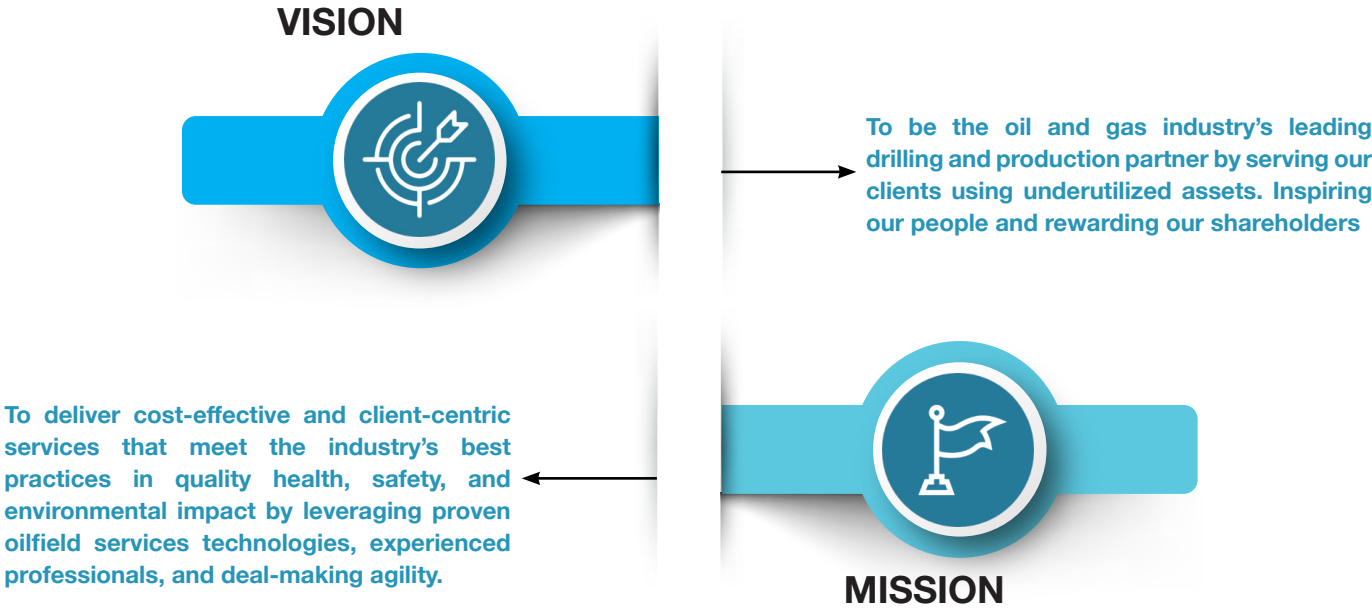 VISION
To be the oil and gas industry’s leading
drilling and production partner by serving our
clients using underutilized assets. Inspiring
our people and rewarding our shareholders
To deliver cost-effective and client-centric
services that meet the industry’s best
practices in quality health, safety, and
environmental impact by leveraging proven
oilfield services technologies, experienced
professionals, and deal-making agility.
MISSION